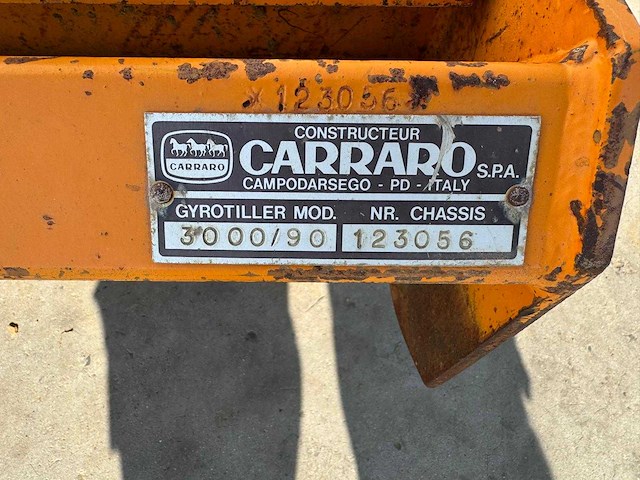 *123056*
CONSTRUCTEUR
CARRARO
CARRARO S.P.A.
CAMPODARSEGO - PD - ITALY
GYROTILLER MOD. NR. CHASSIS
3000/90 123056